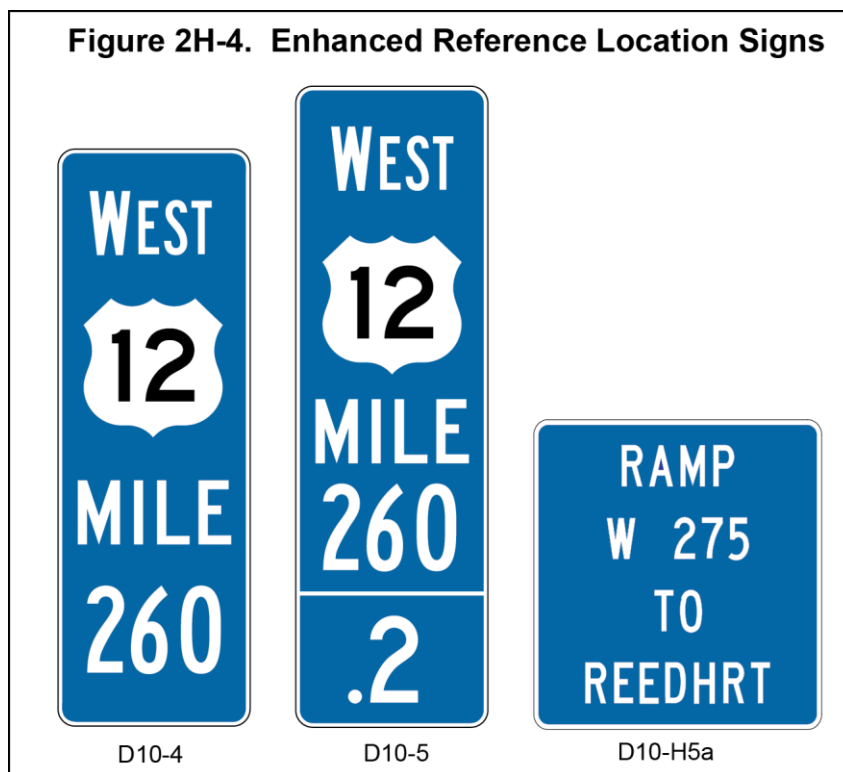 Figure 2H-4. Enhanced Reference Location Signs
WEST
12
MILE
260
D10-4
WEST
12
MILE
260
.2
D10-5
RAMP
W 275
TO
REEDHRT
D10-H5a